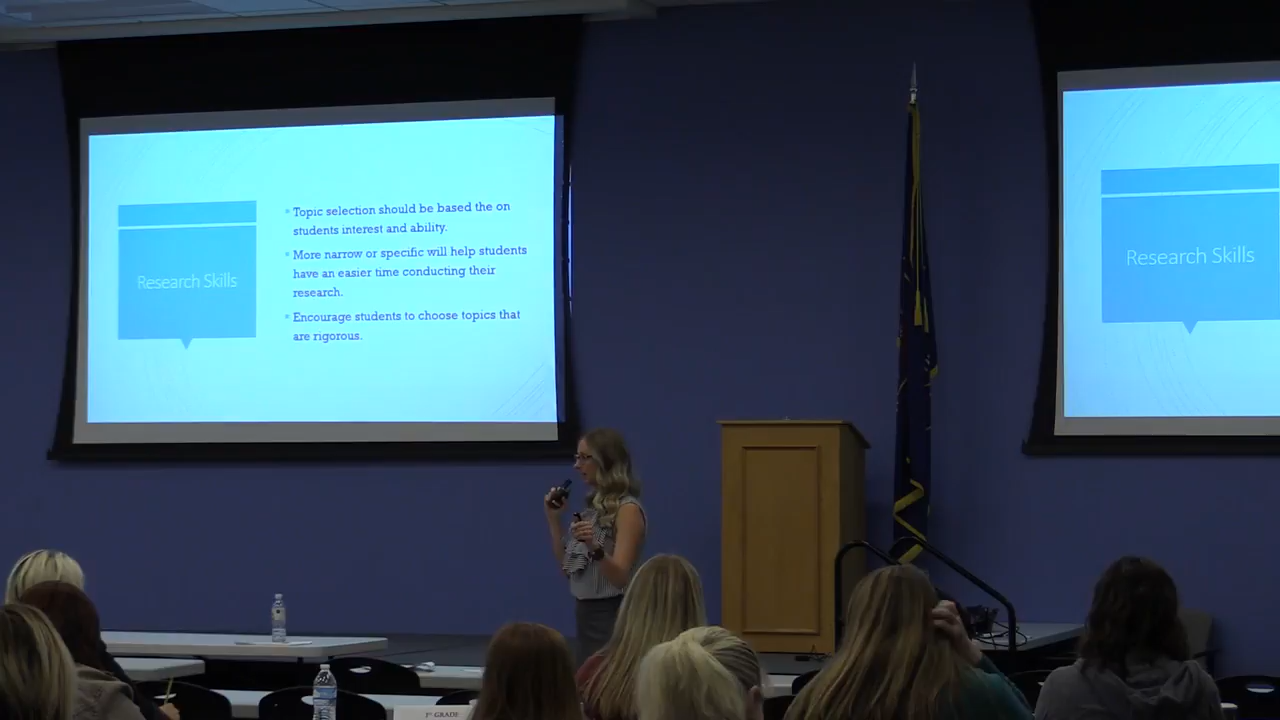 Research Skills
Topic selection should be based the on
students interest and ability.
More narrow or specific will help students
have an easier time conducting their
research.
Encourage students to choose topics that
are rigorous.
Research Skills
GRADE